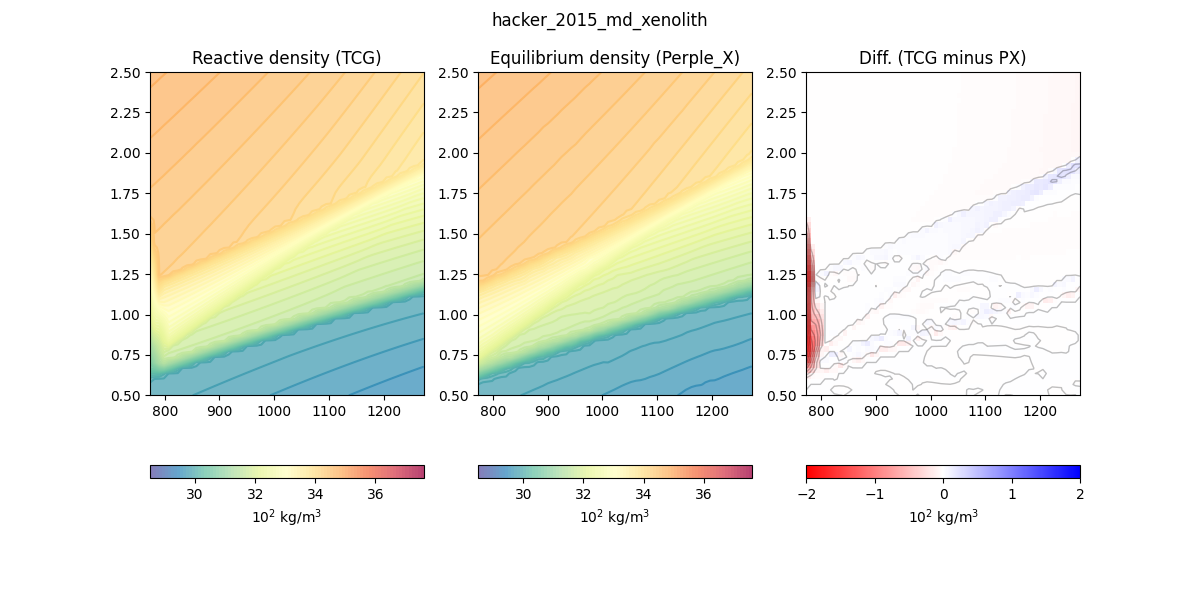 hacker_2015_md_xenolith
Reactive density (TCG)
Equilibrium density (Perple_X)
Diff. (TCG minus PX)
2.50
2.25
2.00
1.75
1.50
1.25
1.00
0.75
0.50
800 900 1000 1100 1200
2.50
2.25
2.00
1.75
1.50
1.25
1.00
0.75
0.50
800 900 1000 1100 1200
2.50
2.25
2.00
1.75
1.50
1.25
1.00
0.75
0.50
800 900 1000 1100 1200
30 32 34 36
10² kg/m³
30 32 34 36
10² kg/m³
−2 −1 0 1 2
10² kg/m³